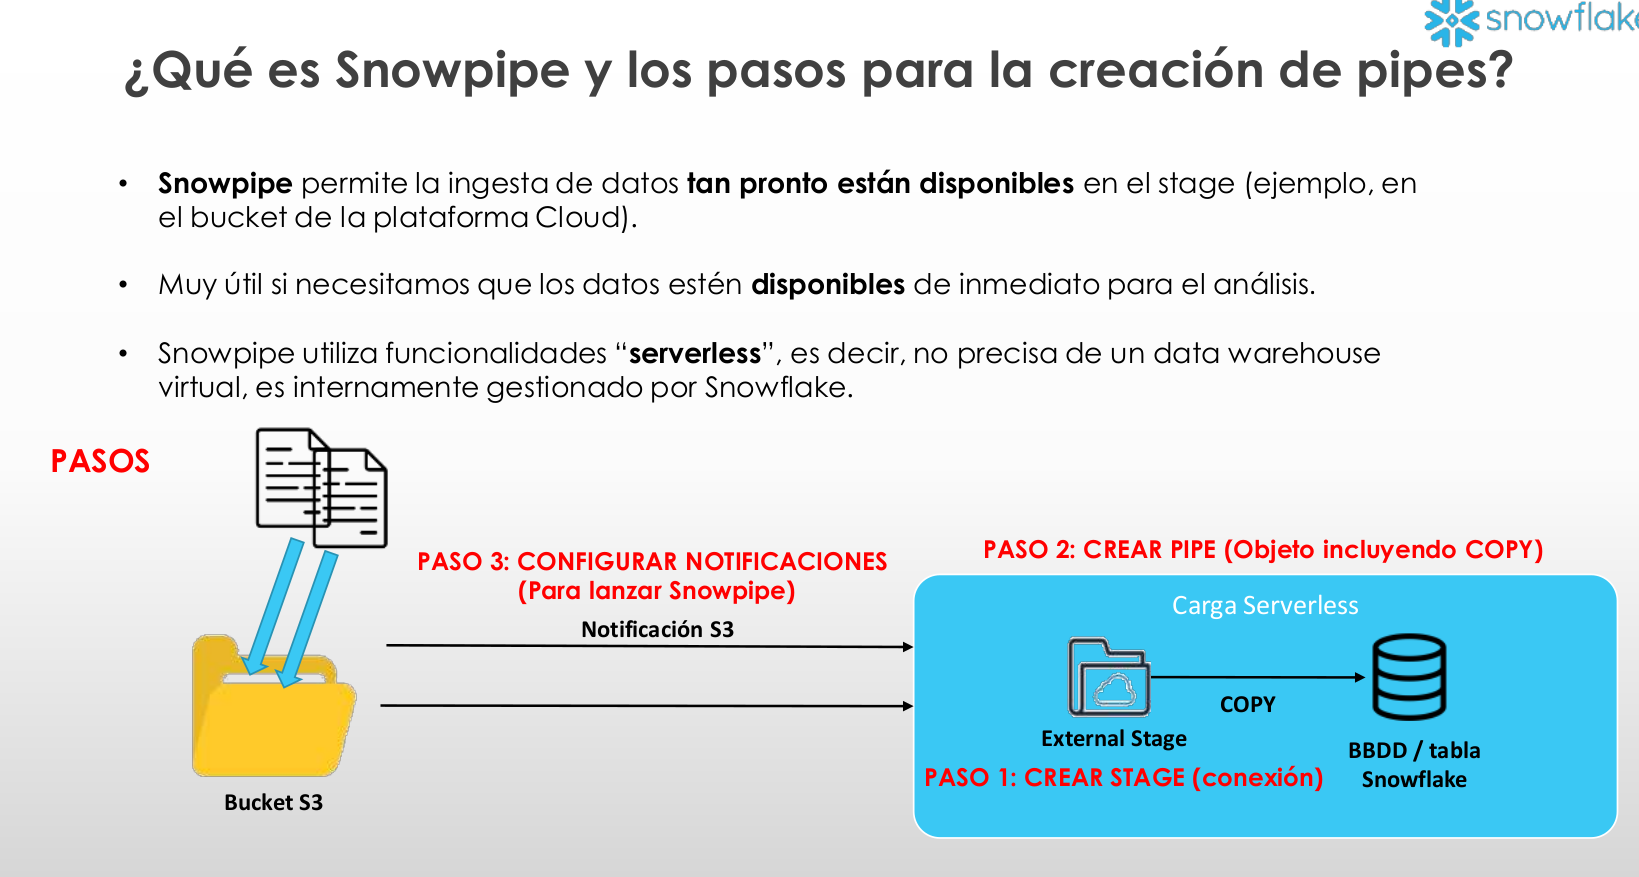 snowflake
¿Qué es Snowpipe y los pasos para la creación de pipes?
• Snowpipe permite la ingesta de datos tan pronto están disponibles en el stage (ejemplo, en
el bucket de la plataforma Cloud).
• Muy útil si necesitamos que los datos estén disponibles de inmediato para el análisis.
• Snowpipe utiliza funcionalidades “serverless”, es decir, no precisa de un data warehouse
virtual, es internamente gestionado por Snowflake.
PASOS
PASO 3: CONFIGURAR NOTIFICACIONES
(Para lanzar Snowpipe)
Notificación S3
Bucket S3
PASO 2: CREAR PIPE (Objeto incluyendo COPY)
Carga Serverless
COPY
External Stage
BBDD / tabla
Snowflake
PASO 1: CREAR STAGE (conexión)